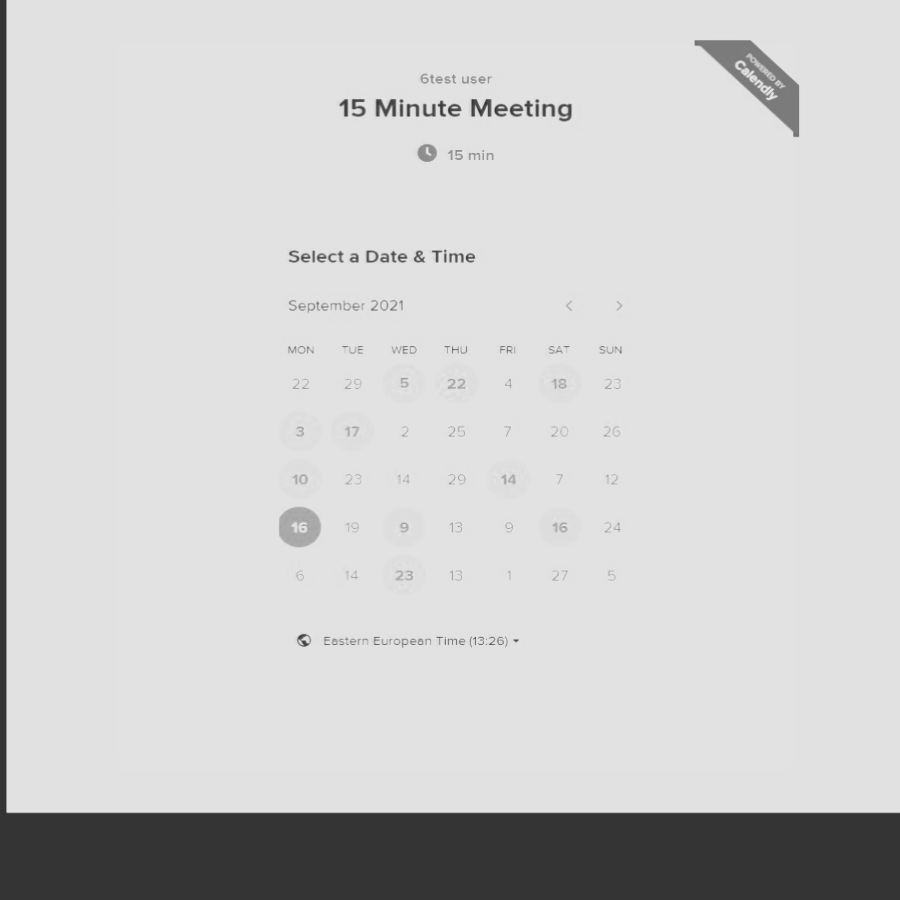 POWERED BY
Calendly
6test user
15 Minute Meeting
15 min
Select a Date & Time
September 2021
MON TUE WED THU FRI SAT SUN
22 29 5 22 4 18 23
3 17 2 25 7 20 26
10 23 14 29 14 7 12
16 19 9 13 9 16 24
6 14 23 13 1 27 5
Eastern European Time (13:26)